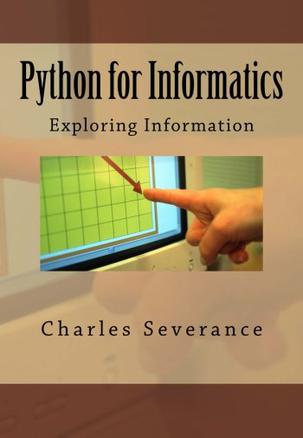 Python for Informatics
Exploring Information
Charles Severance